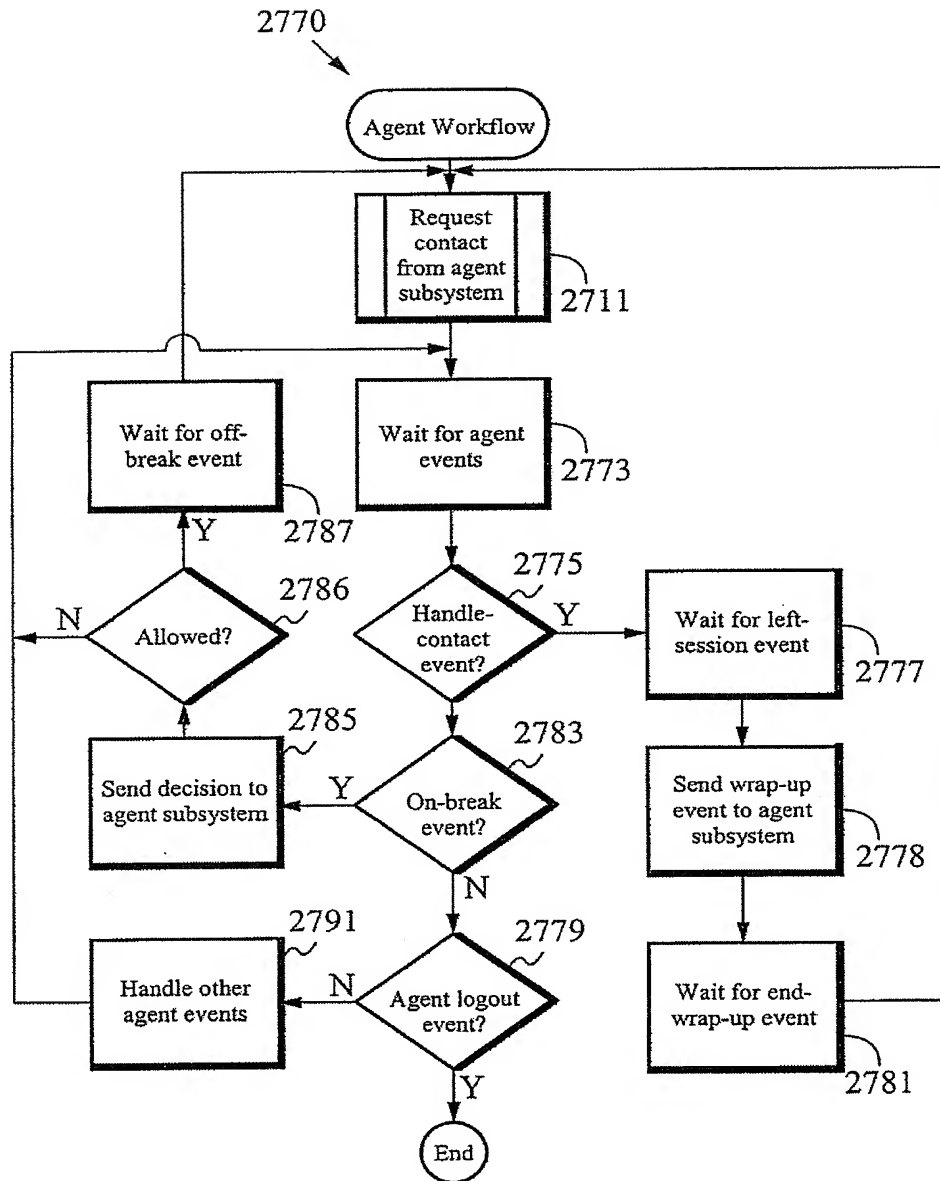 2770
Agent Workflow
Request
contact
from agent
subsystem
2711
Wait for off-
break event
2787
Wait for agent
events
2773
Y
2786
N
Allowed?
2775
Handle-
contact
event?
Y
Wait for left-
session event
2777
2785
Send decision to
agent subsystem
2783
Y
On-break
event?
N
Send wrap-up
event to agent
subsystem
2778
2791
Handle other
agent events
2779
N
Agent logout
event?
Y
Wait for end-
wrap-up event
2781
End